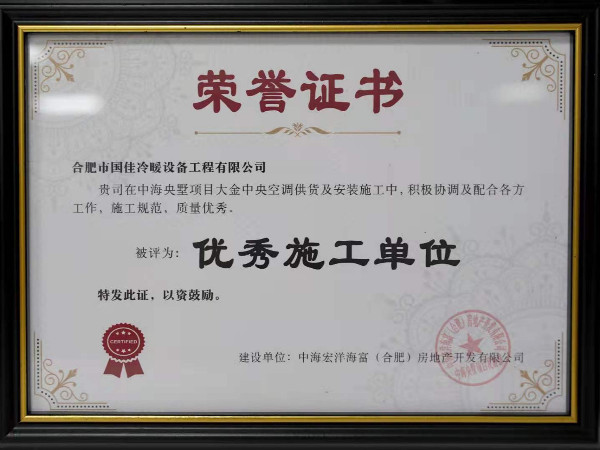 荣誉证书
合肥市国佳冷暖设备工程有限公司
贵司在中海央墅项目大金中央空调供货及安装施工中,积极协调及配合各方
工作。施工规范、质量优秀。
被评为:优秀施工单位
特发此证,以资鼓励。
CERTIFIED
建设单位:中海宏洋海富(合肥)房地产开发有限公司